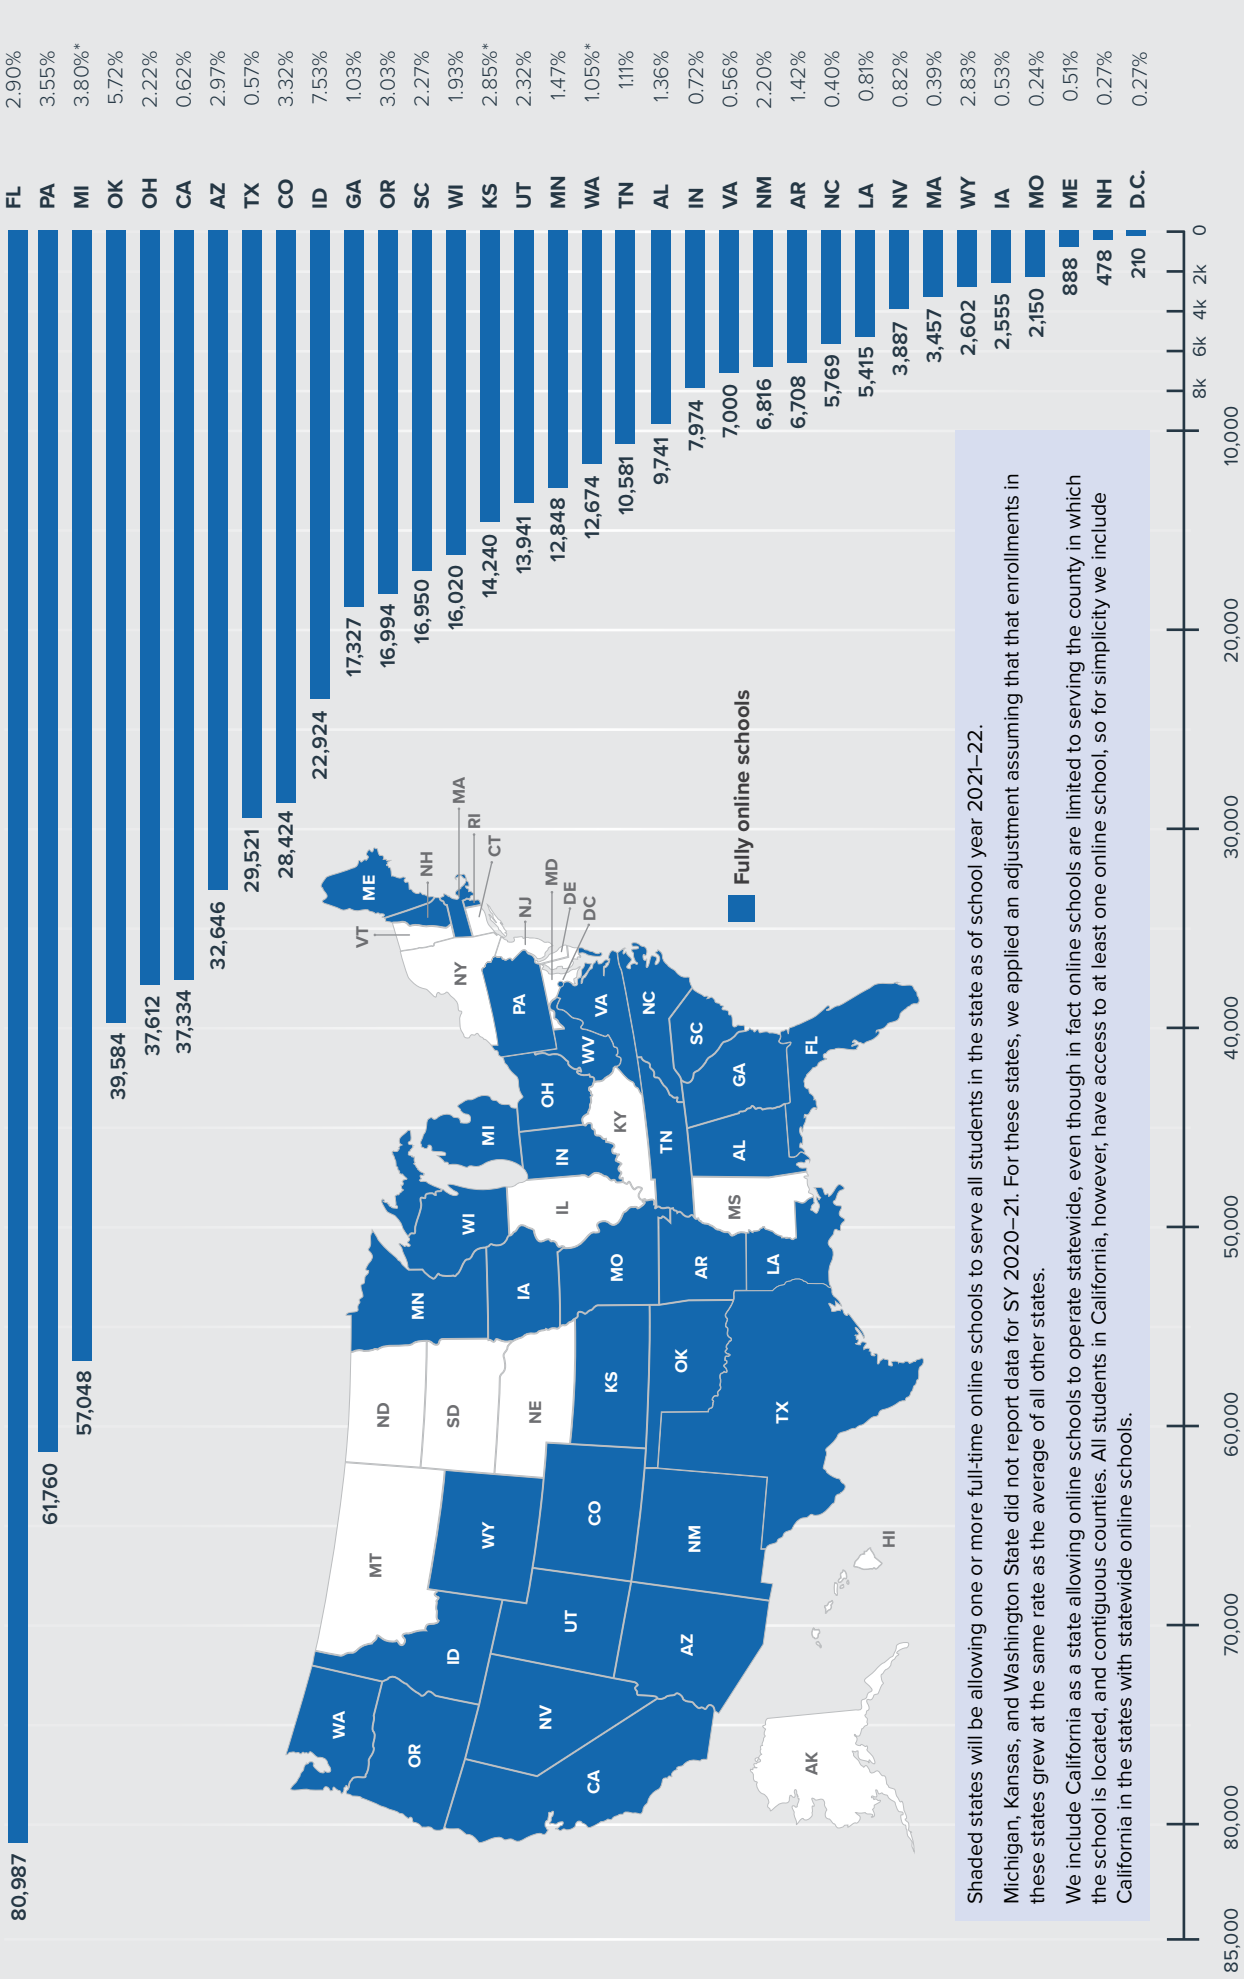 80,987 FL 2.90%
61,760 PA 3.55%
57,048 MI 3.80%*
39,584 OK 5.72%
37,612 OH 2.22%
37,334 CA 0.62%
32,646 AZ 2.97%
29,521 TX 0.57%
28,424 CO 3.32%
22,924 ID 7.53%
17,327 GA 1.03%
16,994 OR 3.03%
16,950 SC 2.27%
16,020 WI 1.93%
14,240 KS 2.85%*
13,941 UT 2.32%
12,848 MN 1.47%
12,674 WA 1.05%*
10,581 TN 1.11%
9,741 AL 1.36%
7,974 IN 0.72%
7,000 VA 0.56%
6,816 NM 2.20%
6,708 AR 1.42%
5,769 NC 0.40%
5,415 LA 0.81%
3,887 NV 0.82%
3,457 MA 0.39%
2,602 WY 2.83%
2,555 IA 0.53%
2,150 MO 0.24%
888 ME 0.51%
478 NH 0.27%
210 D.C. 0.27%
WA
OR
CA
NV
ID
MT
WY
UT
AZ
CO
NM
ND
SD
NE
KS
OK
TX
MN
IA
MO
AR
LA
WI
IL
MS
MI
IN
OH
KY
TN
AL
GA
FL
SC
NC
VA
WV
PA
NY
VT
ME
NH
MA
RI
CT
NJ
MD
DE
DC
AK
HI
Fully online schools
Shaded states will be allowing one or more full-time online schools to serve all students in the state as of school year 2021–22.
Michigan, Kansas, and Washington State did not report data for SY 2020–21. For these states, we applied an adjustment assuming that that enrollments in
these states grew at the same rate as the average of all other states.
We include California as a state allowing online schools to operate statewide, even though in fact online schools are limited to serving the county in which
the school is located, and contiguous counties. All students in California, however, have access to at least one online school, so for simplicity we include
California in the states with statewide online schools.
85,000 80,000 70,000 60,000 50,000 40,000 30,000 20,000 10,000 8k 6k 4k 2k 0